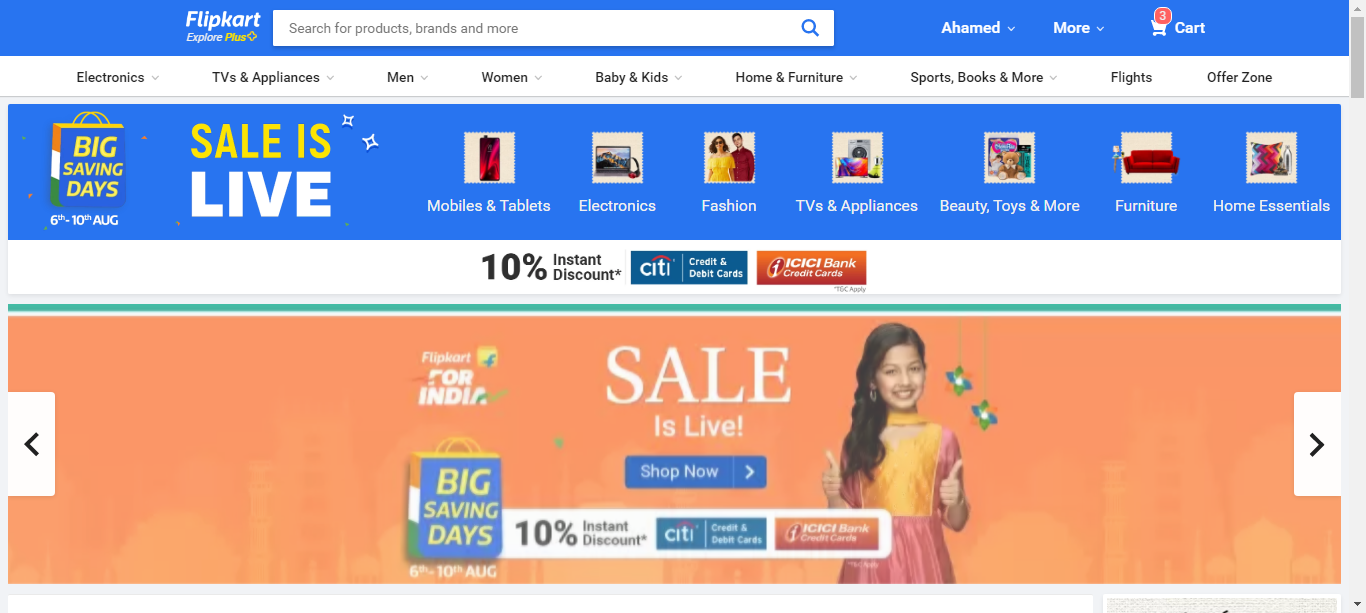 Flipkart
Explore Plus
Search for products, brands and more
Ahamed
More
3
Cart
Electronics
TVs & Appliances
Men
Women
Baby & Kids
Home & Furniture
Sports, Books & More
Flights
Offer Zone
BIG
SAVING
DAYS
6th-10th AUG
SALE IS
LIVE
Mobiles & Tablets
Electronics
Fashion
TVs & Appliances
Beauty, Toys & More
Furniture
Home Essentials
10% Instant
Discount*
citi
Credit &
Debit Cards
ICICI Bank
Credit Cards
*T&C Apply
Flipkart
FOR
INDIA
SALE
Is Live!
Shop Now
BIG
SAVING
DAYS
6th-10th AUG
10% Instant
Discount*
citi
Credit &
Debit Cards
ICICI Bank
Credit Cards
*T&C Apply